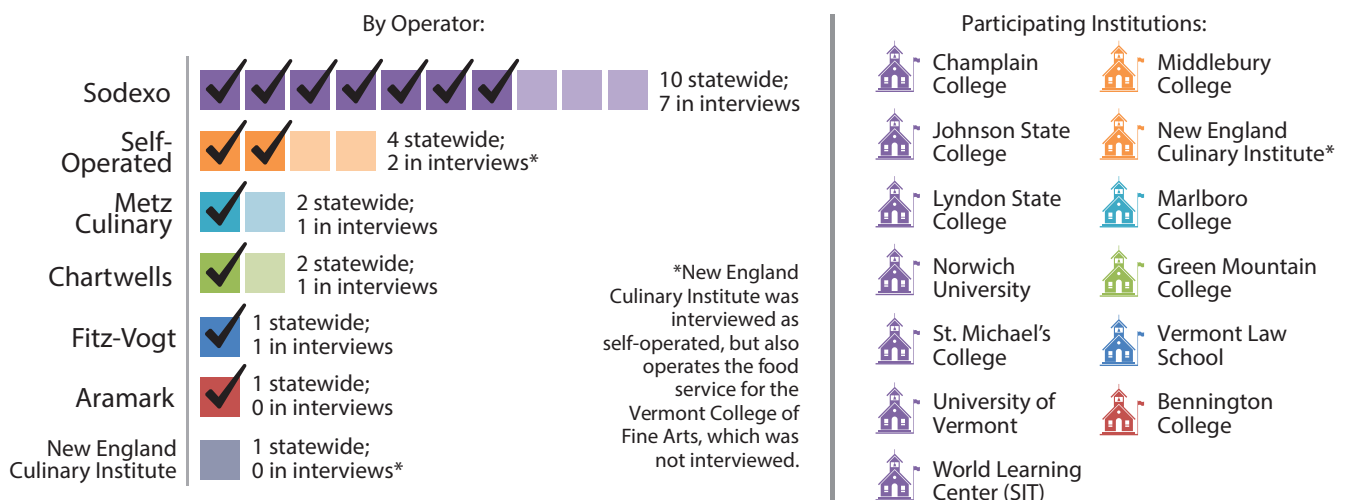 By Operator:
Sodexo
10 statewide;
7 in interviews
Self-
Operated
4 statewide;
2 in interviews*
Metz
Culinary
2 statewide;
1 in interviews
Chartwells
2 statewide;
1 in interviews
Fitz-Vogt
1 statewide;
1 in interviews
Aramark
1 statewide;
0 in interviews
New England
Culinary Institute
1 statewide;
0 in interviews*
*New England
Culinary Institute was
interviewed as
self-operated, but also
operates the food
service for the
Vermont College of
Fine Arts, which was
not interviewed.
Participating Institutions:
Champlain
College
Johnson State
College
Lyndon State
College
Norwich
University
St. Michael's
College
University of
Vermont
World Learning
Center (SIT)
Middlebury
College
New England
Culinary Institute*
Marlboro
College
Green Mountain
College
Vermont Law
School
Bennington
College